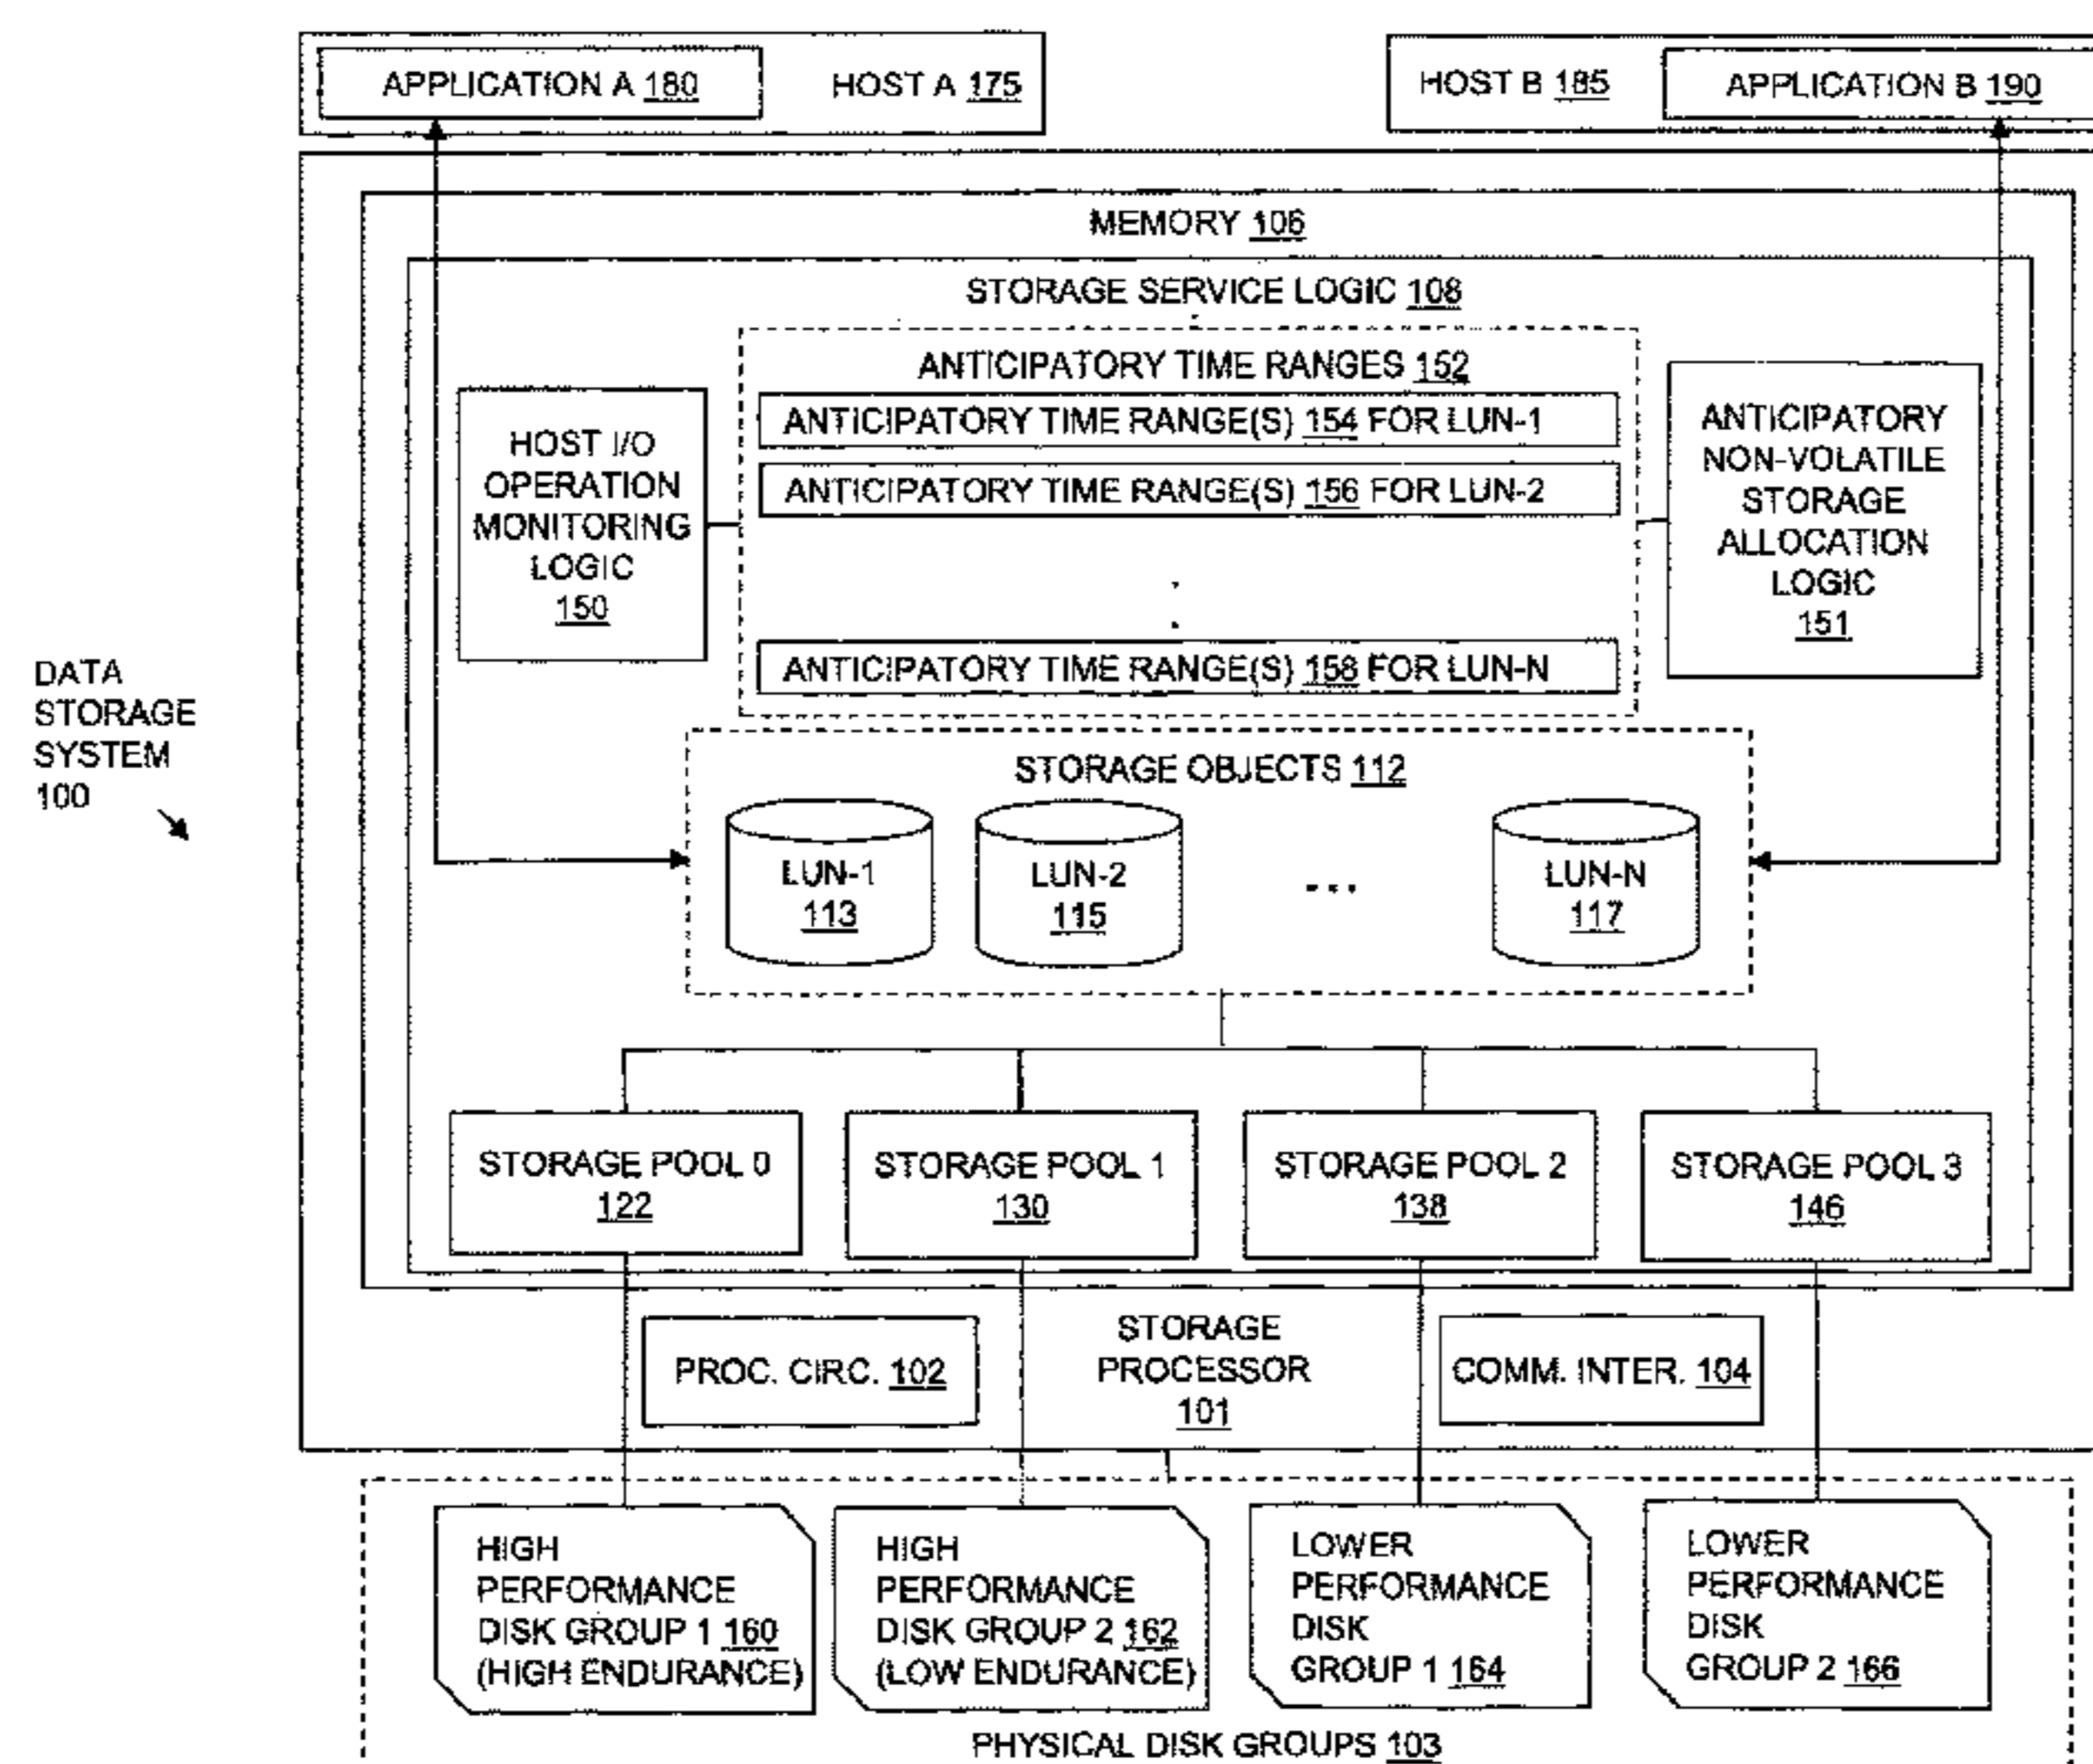 APPLICATION A 180
HOST A 175
HOST B 185
APPLICATION B 190
MEMORY 106
STORAGE SERVICE LOGIC 108
ANTICIPATORY TIME RANGES 152
ANTICIPATORY TIME RANGE(S) 154 FOR LUN-1
ANTICIPATORY TIME RANGE(S) 156 FOR LUN-2
ANTICIPATORY TIME RANGE(S) 158 FOR LUN-N
HOST I/O
OPERATION
MONITORING
LOGIC
150
ANTICIPATORY
NON-VOLATILE
STORAGE
ALLOCATION
LOGIC
151
DATA
STORAGE
SYSTEM
100
STORAGE OBJECTS 112
LUN-1
113
LUN-2
115
...
LUN-N
117
STORAGE POOL 0
122
STORAGE POOL 1
130
STORAGE POOL 2
138
STORAGE POOL 3
146
PROC. CIRC. 102
STORAGE
PROCESSOR
101
COMM. INTER. 104
HIGH
PERFORMANCE
DISK GROUP 1 160
(HIGH ENDURANCE)
HIGH
PERFORMANCE
DISK GROUP 2 162
(LOW ENDURANCE)
LOWER
PERFORMANCE
DISK
GROUP 1 164
LOWER
PERFORMANCE
DISK
GROUP 2 166
PHYSICAL DISK GROUPS 103